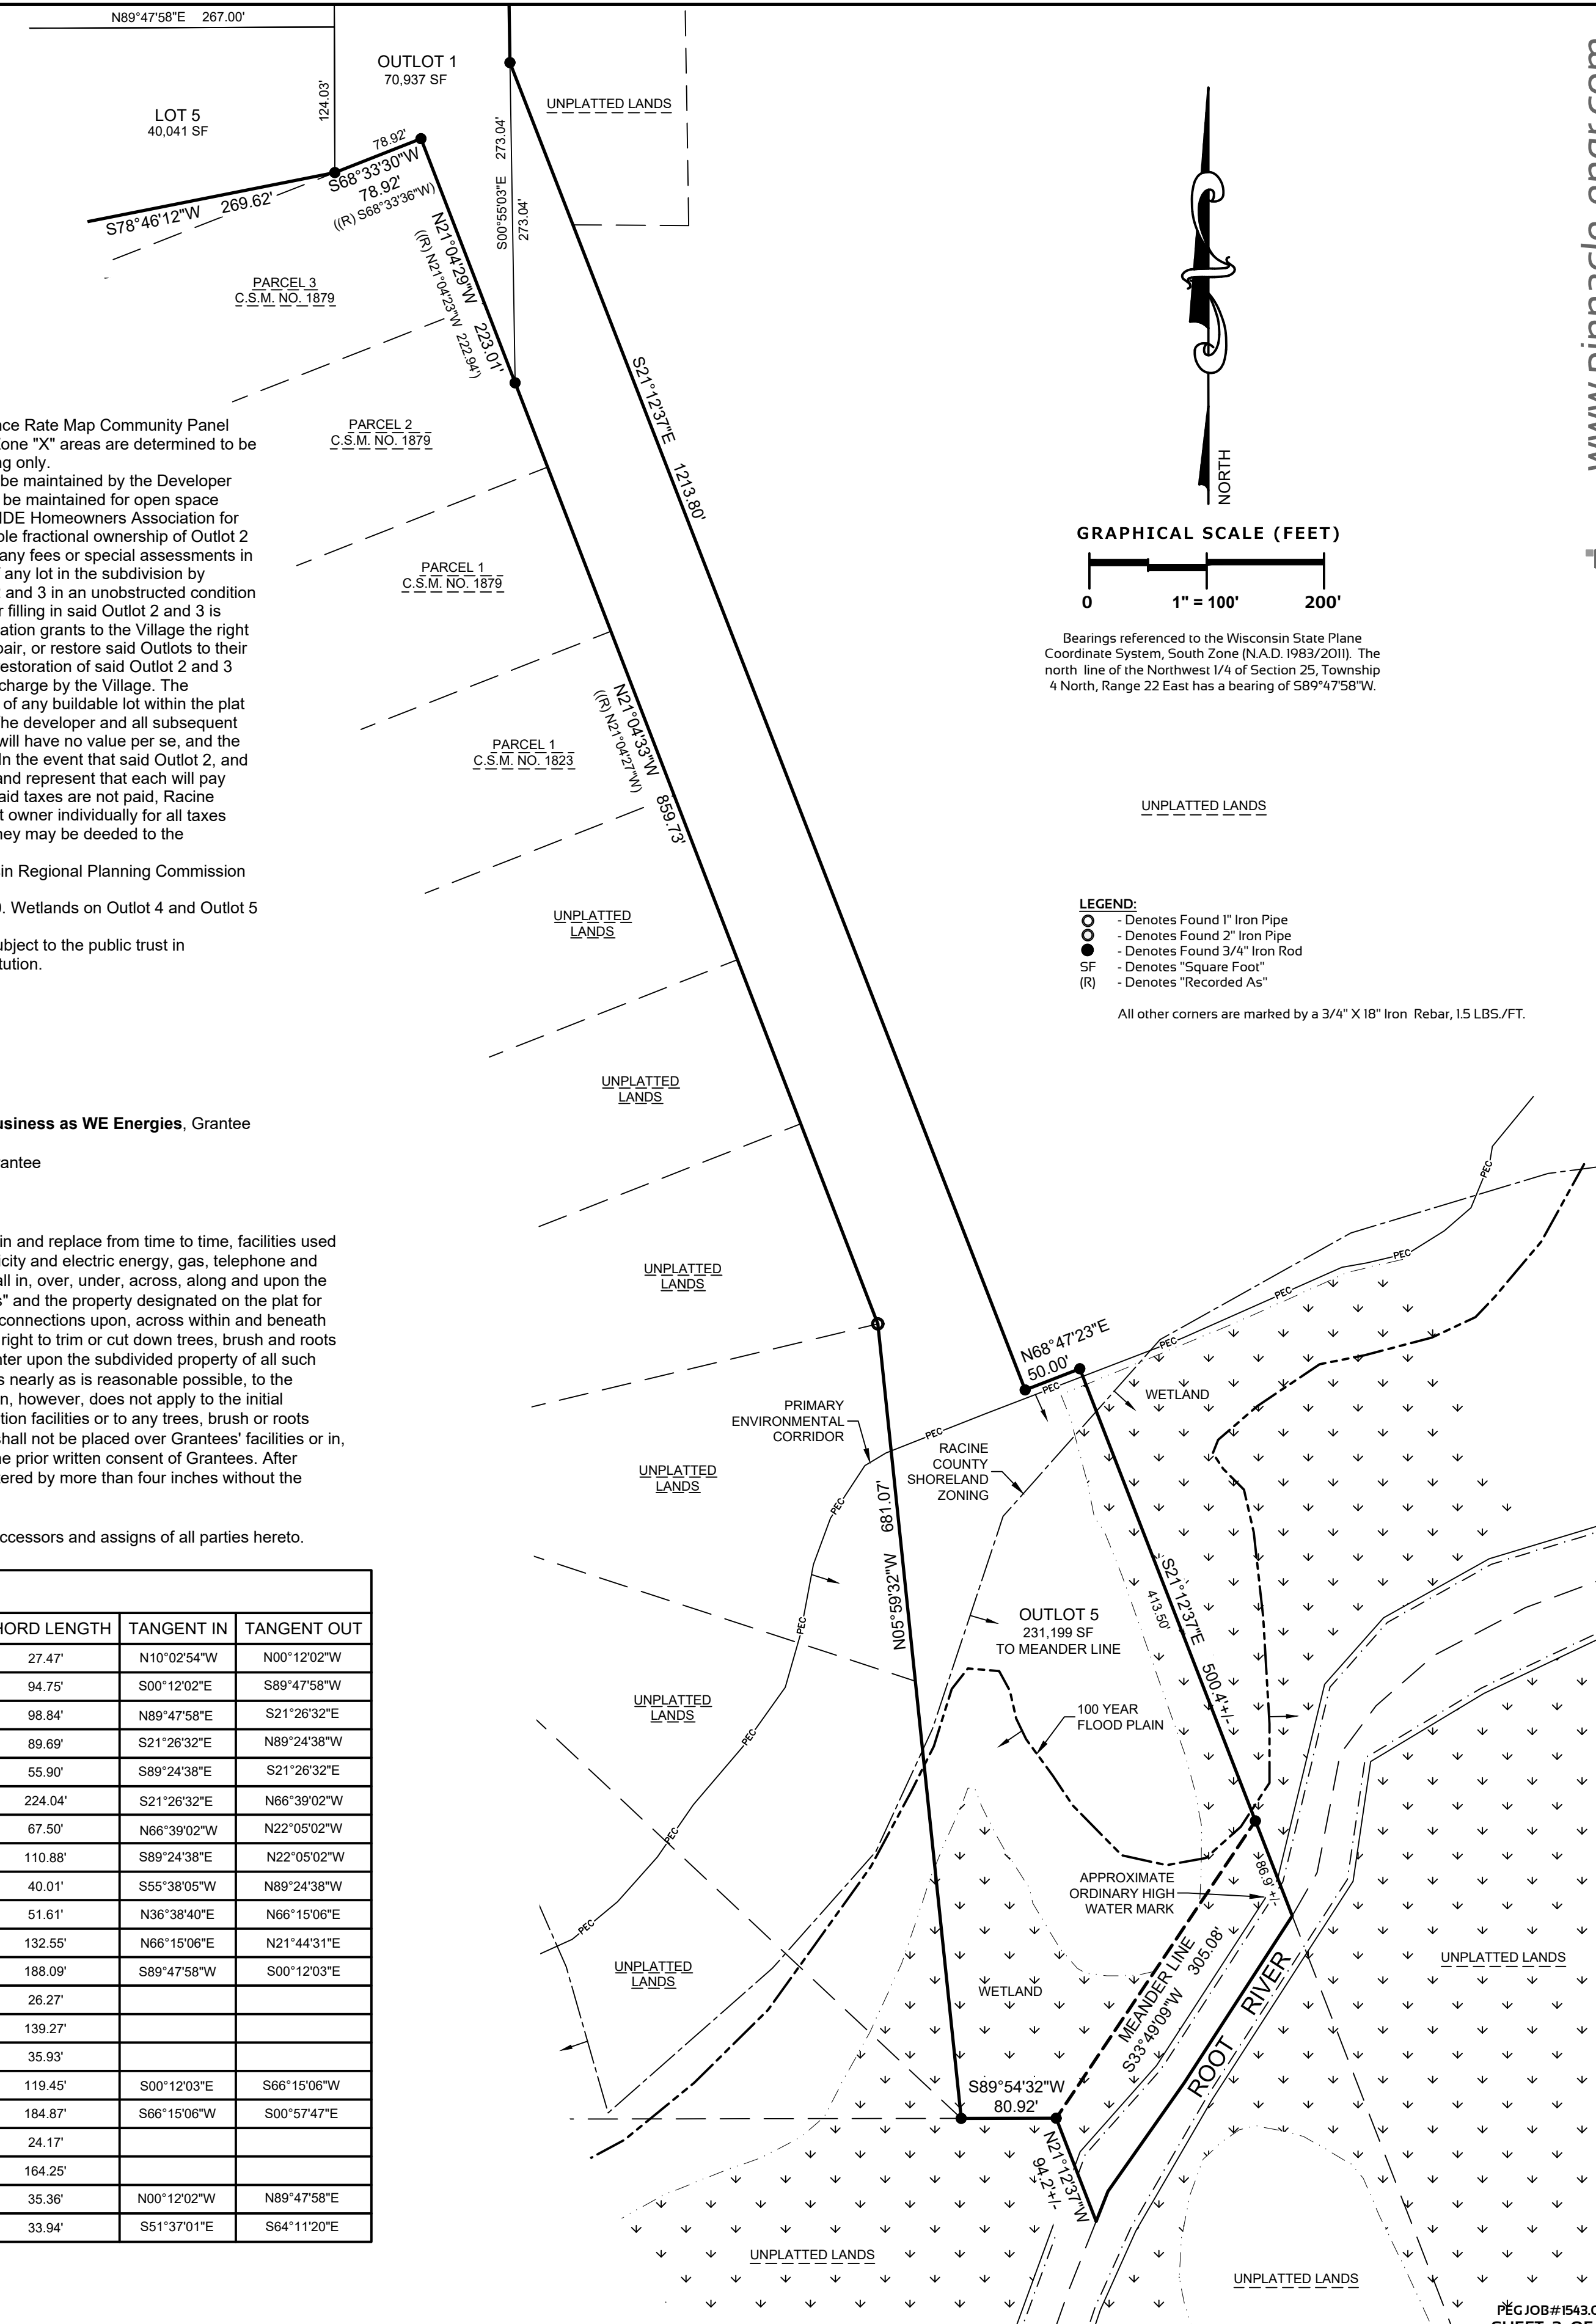 N89°47'58"E 267.00'
OUTLOT 1
70,937 SF
LOT 5
40,041 SF
124.03'
UNPLATTED LANDS
78.92'
S68°33'30"W
78.92'
((R) S68°33'36"W)
S78°46'12"W 269.62'
S00°55'03"E 273.04'
273.04'
N21°04'29"W 223.01'
((R) N21°04'23"W 222.94')
PARCEL 3
C.S.M. NO. 1879
S21°12'37"E 1213.80'
NORTH
PARCEL 2
C.S.M. NO. 1879
PARCEL 1
C.S.M. NO. 1879
GRAPHICAL SCALE (FEET)
0 1" = 100' 200'
Bearings referenced to the Wisconsin State Plane
Coordinate System, South Zone (N.A.D. 1983/2011). The
north line of the Northwest 1/4 of Section 25, Township
4 North, Range 22 East has a bearing of S89°47'58"W.
nce Rate Map Community Panel
Zone "X" areas are determined to be
ng only.
be maintained by the Developer
be maintained for open space
IDE Homeowners Association for
ble fractional ownership of Outlot 2
any fees or special assessments in
any lot in the subdivision by
and 3 in an unobstructed condition
r filling in said Outlot 2 and 3 is
ation grants to the Village the right
pair, or restore said Outlots to their
estoration of said Outlot 2 and 3
charge by the Village. The
of any buildable lot within the plat
he developer and all subsequent
will have no value per se, and the
In the event that said Outlot 2, and
and represent that each will pay
aid taxes are not paid, Racine
t owner individually for all taxes
hey may be deeded to the
in Regional Planning Commission
). Wetlands on Outlot 4 and Outlot 5
ubject to the public trust in
tution.
N21°04'33"W 859.73'
((R) N21°04'27"W)
PARCEL 1
C.S.M. NO. 1823
UNPLATTED LANDS
UNPLATTED
LANDS
LEGEND:
- Denotes Found 1" Iron Pipe
- Denotes Found 2" Iron Pipe
- Denotes Found 3/4" Iron Rod
SF - Denotes "Square Foot"
(R) - Denotes "Recorded As"
All other corners are marked by a 3/4" X 18" Iron Rebar, 1.5 LBS./FT.
UNPLATTED
LANDS
usiness as WE Energies, Grantee
rantee
in and replace from time to time, facilities used
icity and electric energy, gas, telephone and
all in, over, under, across, along and upon the
s" and the property designated on the plat for
connections upon, across within and beneath
right to trim or cut down trees, brush and roots
nter upon the subdivided property of all such
s nearly as is reasonable possible, to the
n, however, does not apply to the initial
tion facilities or to any trees, brush or roots
shall not be placed over Grantees' facilities or in,
ne prior written consent of Grantees. After
tered by more than four inches without the
ccessors and assigns of all parties hereto.
UNPLATTED
LANDS
PEC
PEC
PEC
PEC
N68°47'23"E
50.00'
PEC
WETLAND
PRIMARY
ENVIRONMENTAL
CORRIDOR
PEC
RACINE
COUNTY
SHORELAND
ZONING
UNPLATTED
LANDS
PEC
N05°59'32"W 681.07'
S21°12'37"E 500.4'+/-
413.50'
PEC
OUTLOT 5
231,199 SF
TO MEANDER LINE
UNPLATTED
LANDS
PEC
100 YEAR
FLOOD PLAIN
PEC
PEC
APPROXIMATE
ORDINARY HIGH
WATER MARK
86.9'+/-
UNPLATTED
LANDS
WETLAND
MEANDER LINE
S33°49'09"W 305.08'
ROOT RIVER
UNPLATTED LANDS
S89°54'32"W
80.92'
N21°12'37"W
94.2'+/-
UNPLATTED LANDS
UNPLATTED LANDS
HORD LENGTH TANGENT IN TANGENT OUT
27.47' N10°02'54"W N00°12'02"W
94.75' S00°12'02"E S89°47'58"W
98.84' N89°47'58"E S21°26'32"E
89.69' S21°26'32"E N89°24'38"W
55.90' S89°24'38"E S21°26'32"E
224.04' S21°26'32"E N66°39'02"W
67.50' N66°39'02"W N22°05'02"W
110.88' S89°24'38"E N22°05'02"W
40.01' S55°38'05"W N89°24'38"W
51.61' N36°38'40"E N66°15'06"E
132.55' N66°15'06"E N21°44'31"E
188.09' S89°47'58"W S00°12'03"E
26.27'
139.27'
35.93'
119.45' S00°12'03"E S66°15'06"W
184.87' S66°15'06"W S00°57'47"E
24.17'
164.25'
35.36' N00°12'02"W N89°47'58"E
33.94' S51°37'01"E S64°11'20"E
PEG JOB#1543.0